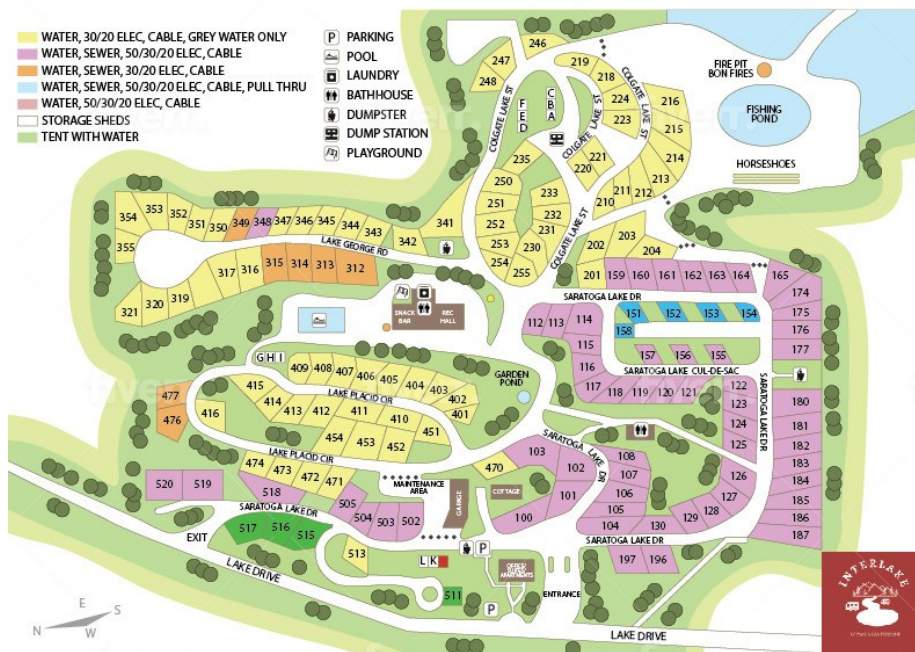 WATER, 30/20 ELEC, CABLE, GREY WATER ONLY
WATER, SEWER, 50/30/20 ELEC, CABLE
WATER, SEWER, 30/20 ELEC, CABLE
WATER, SEWER, 50/30/20 ELEC, CABLE, PULL THRU
WATER, 50/30/20 ELEC, CABLE
STORAGE SHEDS
TENT WITH WATER
P PARKING
POOL
LAUNDRY
BATHHOUSE
DUMPSTER
DUMP STATION
PLAYGROUND
246
247
248
219
218
224
223
COLGATE LAKE ST
COLGATE LAKE ST
COLGATE LAKE ST
COLGATE LAKE ST
F E D
C B A
216
215
214
213
212
211
210
221
220
FIRE PIT
BON FIRES
FISHING
POND
HORSESHOES
235
250
251
252
253
254
255
233
232
231
230
202
203
204
201
354
353
352
351
350
349
348
347
346
345
344
343
342
341
355
LAKE GEORGE RD
321
320
319
317
316
315
314
313
312
159
160
161
162
163
164
165
SARATOGA LAKE DR
174
175
176
177
151
152
153
154
158
157
156
155
SARATOGA LAKE CUL-DE-SAC
112
113
114
115
116
117
118
119
120
121
122
123
124
125
126
127
128
129
130
SARATOGA LAKE DR
180
181
182
183
184
185
186
187
SNACK
BAR
REC
HALL
G H I
409
408
407
406
405
404
403
402
401
GARDEN
POND
415
414
413
412
411
410
LAKE PLACID CIR
477
476
416
454
453
452
451
LAKE PLACID CIR
474
473
472
471
470
103
102
101
100
SARATOGA LAKE DR
108
107
106
105
104
SARATOGA LAKE DR
197
196
520
519
518
505
504
503
502
MAINTENANCE
AREA
GARAGE
COTTAGE
SARATOGA LAKE DR
517
516
515
513
511
L K
P
P
OFFICE
APARTMENTS
EXIT
ENTRANCE
LAKE DRIVE
LAKE DRIVE
N
E
S
W
INTERLAKE